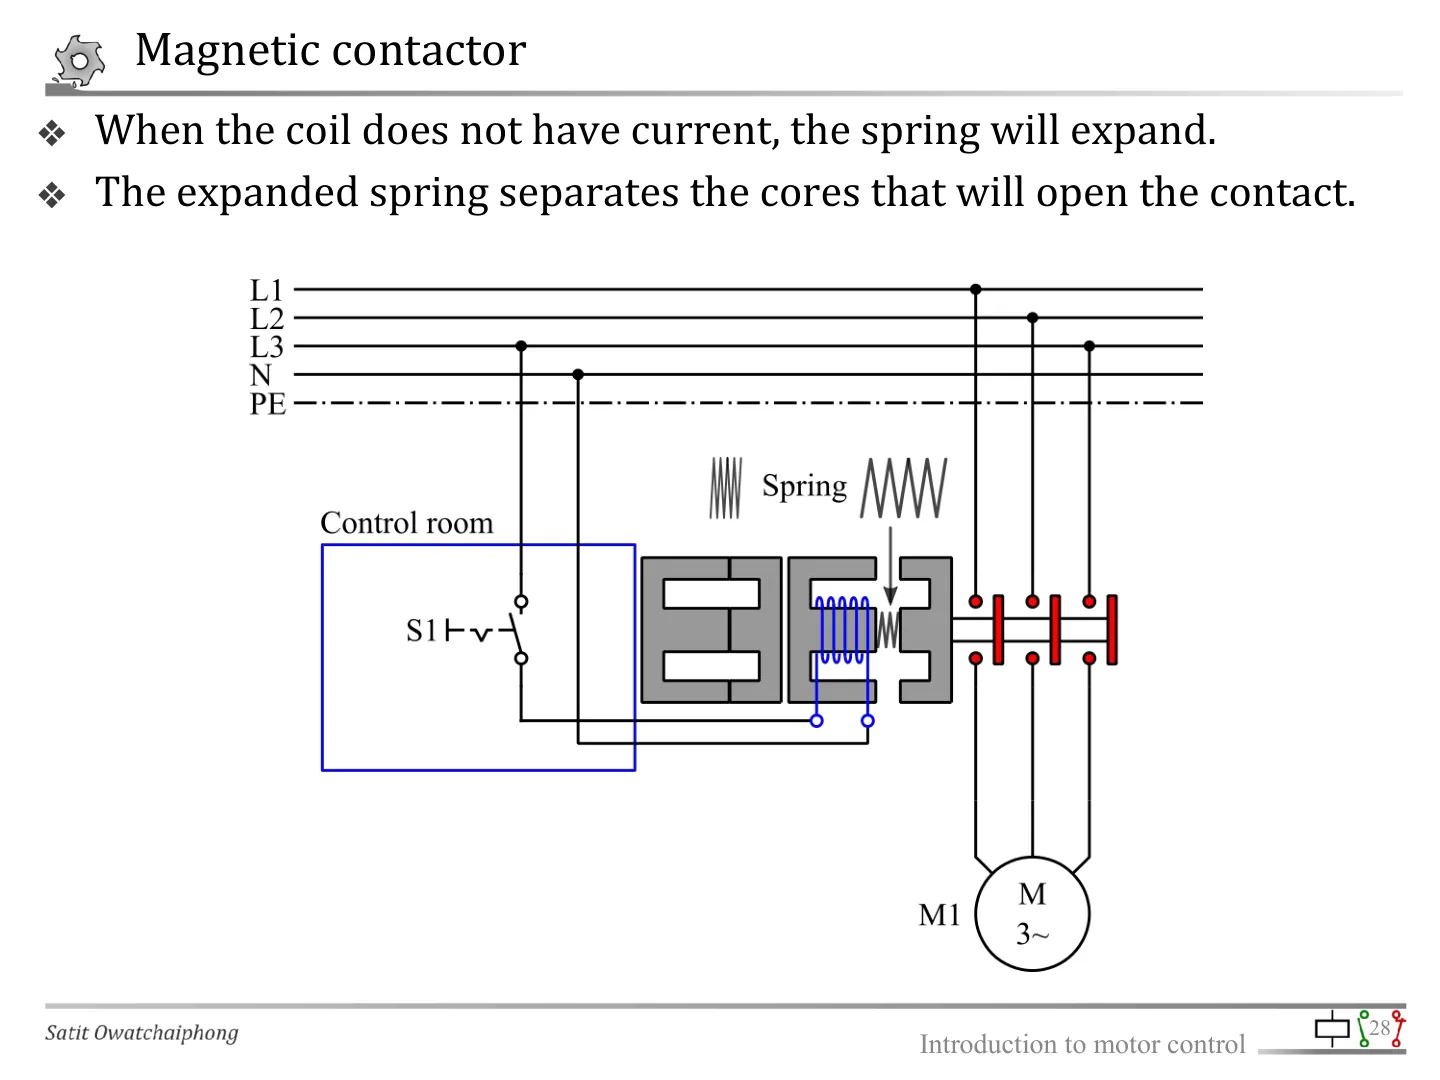 Magnetic contactor
❖ When the coil does not have current, the spring will expand.
❖ The expanded spring separates the cores that will open the contact.
L1
L2
L3
N
PE
Spring
Control room
S1
M1
M
3~
Satit Owatchaiphong
Introduction to motor control
28